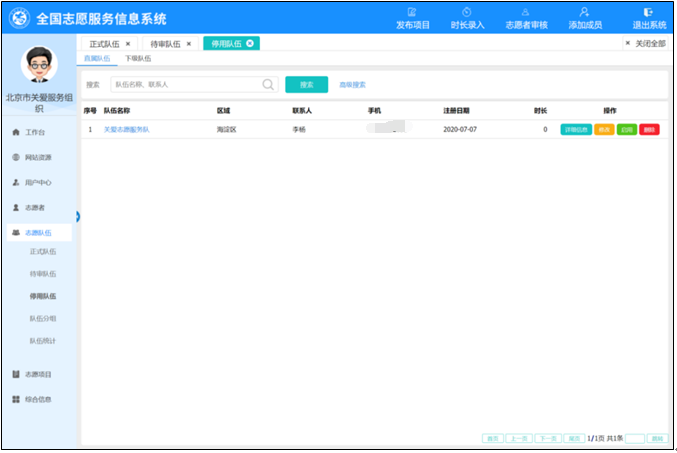 全国志愿服务信息系统
发布项目 时长录入 志愿者审核 添加成员 退出系统
北京市关爱服务组
织
正式队伍 × 待审队伍 × 停用队伍
× 关闭全部
直属队伍 下级队伍
搜索 队伍名称、联系人 搜索 高级搜索
序号 队伍名称 区域 联系人 手机 注册日期 时长 操作
1 关爱志愿服务队 海淀区 李杨 2020-07-07 0 详细信息 修改 启用 删除
工作台
网站资源
用户中心
志愿者
志愿队伍
正式队伍
待审队伍
停用队伍
队伍分组
队伍统计
志愿项目
综合信息
首页 上一页 下一页 尾页 1/1页 共1条 跳转